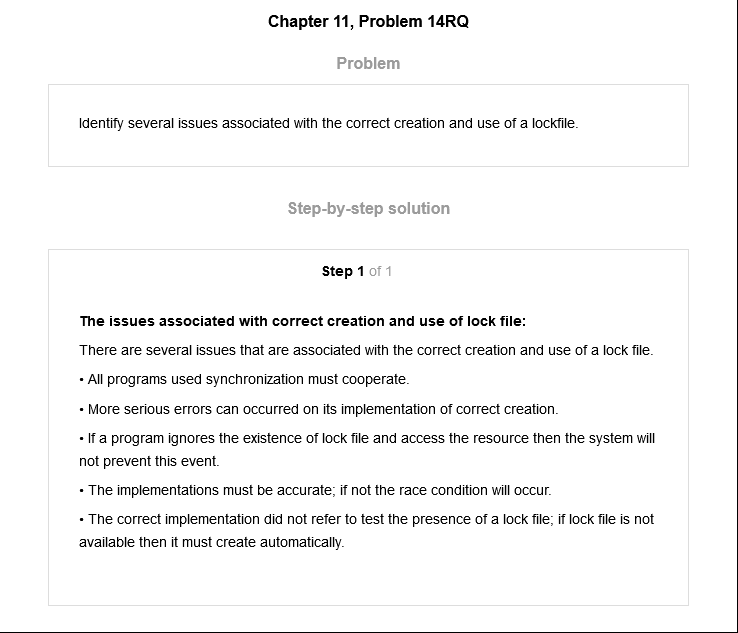 Chapter 11, Problem 14RQ
Problem
Identify several issues associated with the correct creation and use of a lockfile.
Step-by-step solution
Step 1 of 1
The issues associated with correct creation and use of lock file:
There are several issues that are associated with the correct creation and use of a lock file.
• All programs used synchronization must cooperate.
• More serious errors can occurred on its implementation of correct creation.
• If a program ignores the existence of lock file and access the resource then the system will
not prevent this event.
• The implementations must be accurate; if not the race condition will occur.
• The correct implementation did not refer to test the presence of a lock file; if lock file is not
available then it must create automatically.